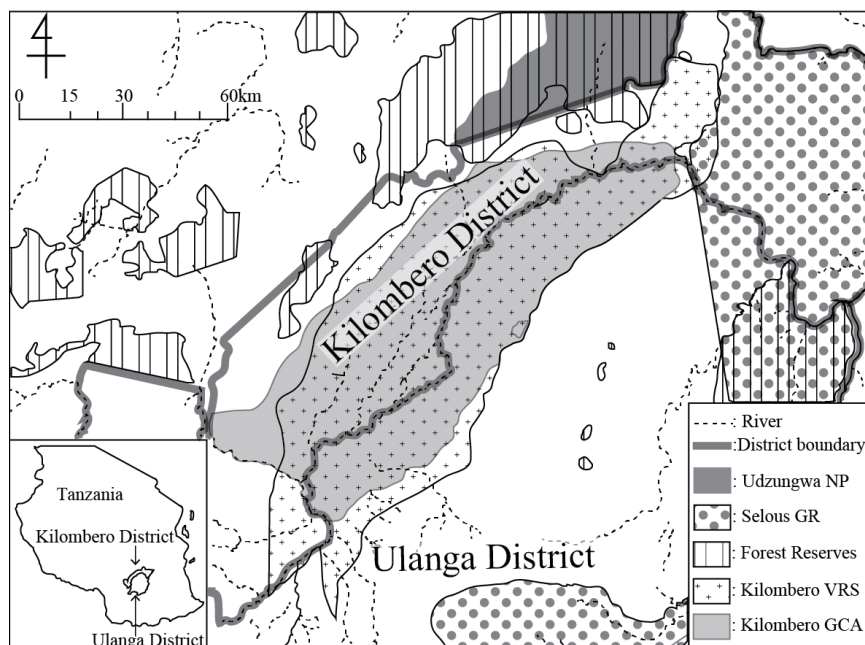 4
0 15 30 60km
Kilombero District
Ulanga District
: River
:District boundary
: Udzungwa NP
: Selous GR
: Forest Reserves
: Kilombero VRS
: Kilombero GCA
Tanzania
Kilombero District
Ulanga District